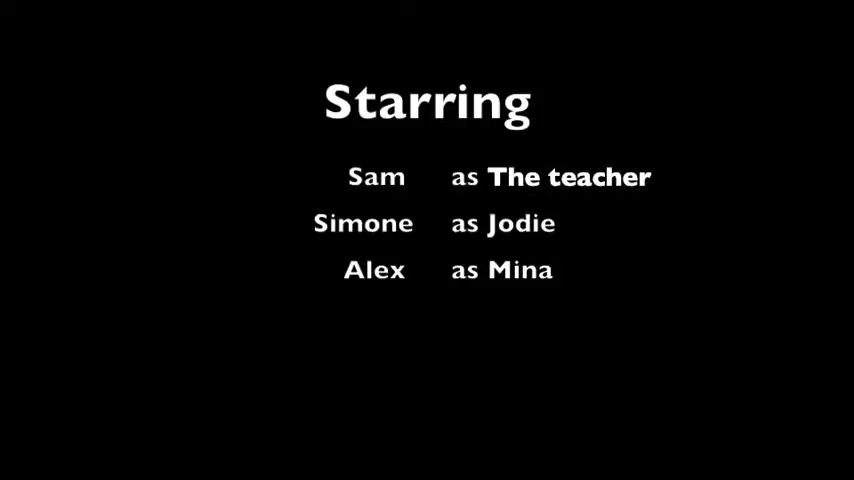 Starring
Sam as The teacher
Simone as Jodie
Alex as Mina